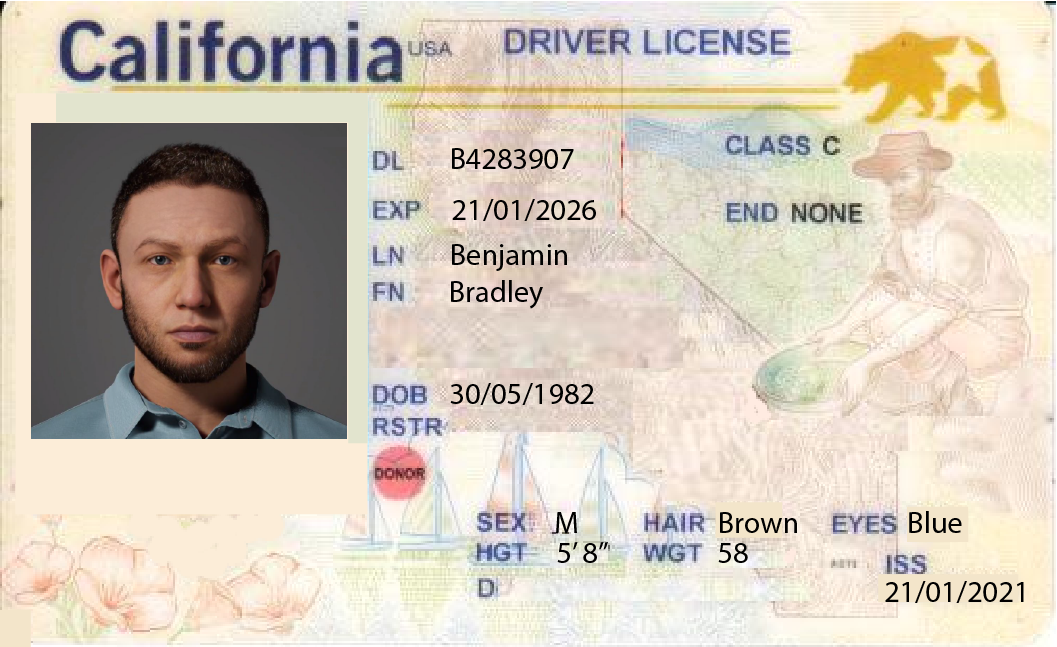 California USA DRIVER LICENSE
CLASS C
DL B4283907
EXP 21/01/2026
END NONE
LN Benjamin
FN Bradley
DOB 30/05/1982
RSTR
DONOR
SEX: M HAIR Brown EYES Blue
HGT 5'8" WGT 58
ISS
D
21/01/2021